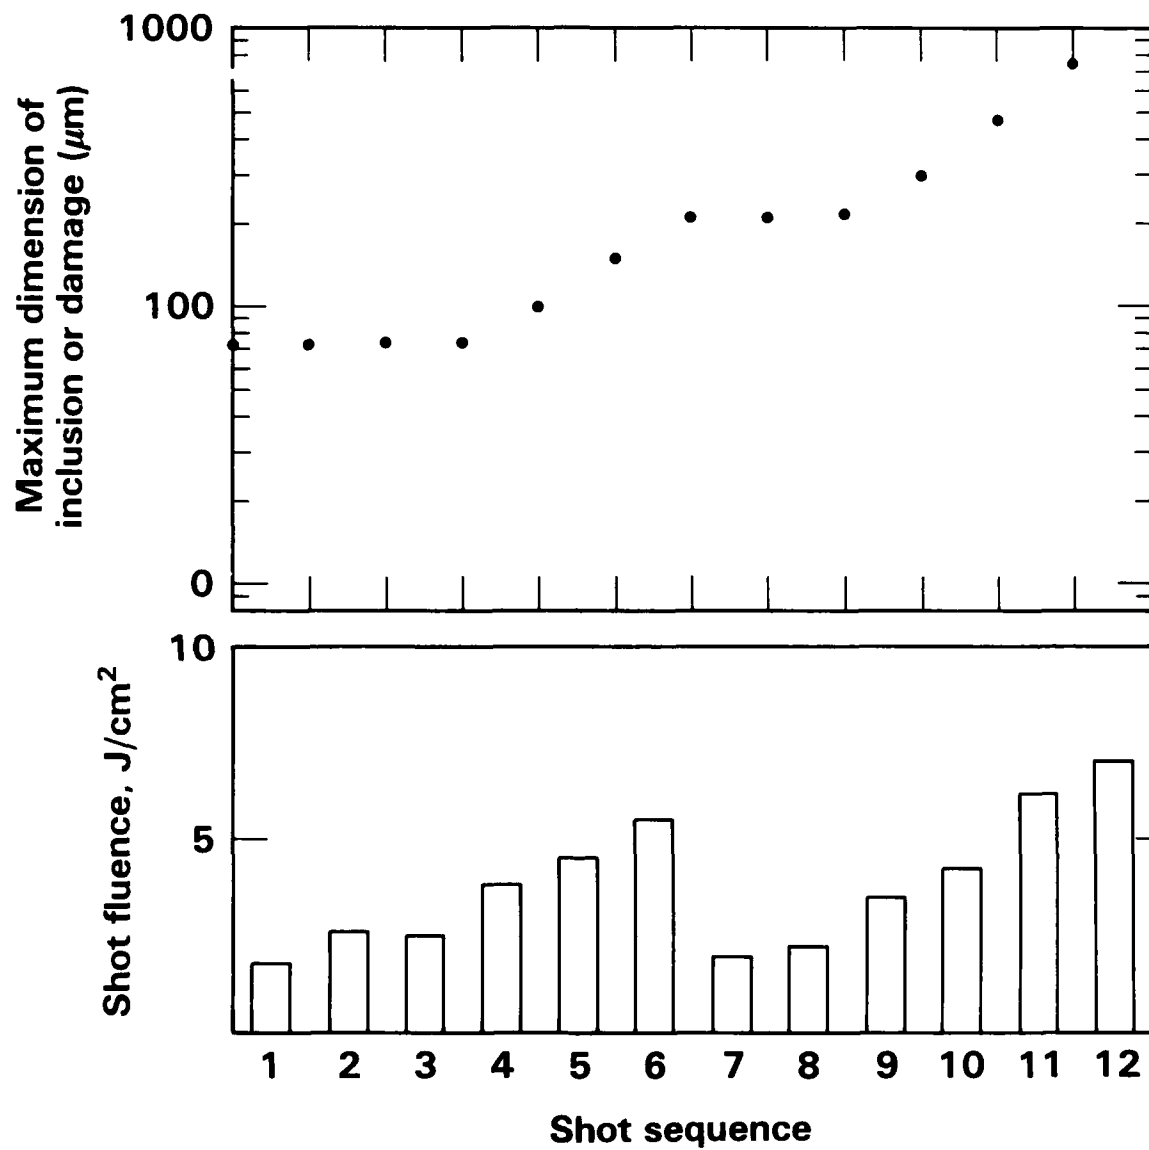 1000
Maximum dimension of
inclusion or damage (μm)
100
0
10
Shot fluence, J/cm²
5
1 2 3 4 5 6 7 8 9 10 11 12
Shot sequence